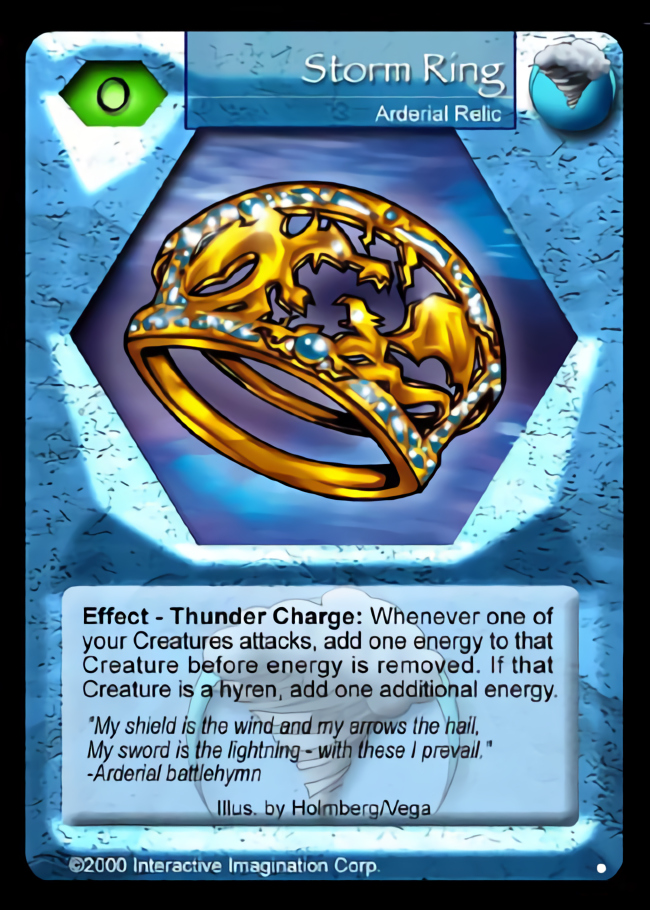 0
Storm Ring
Arderial Relic
Effect - Thunder Charge: Whenever one of
your Creatures attacks, add one energy to that
Creature before energy is removed. If that
Creature is a hyren, add one additional energy.
"My shield is the wind and my arrows the hail,
My sword is the lightning - with these I prevail."
-Arderial battlehymn
Illus. by Holmberg/Vega
©2000 Interactive Imagination Corp.